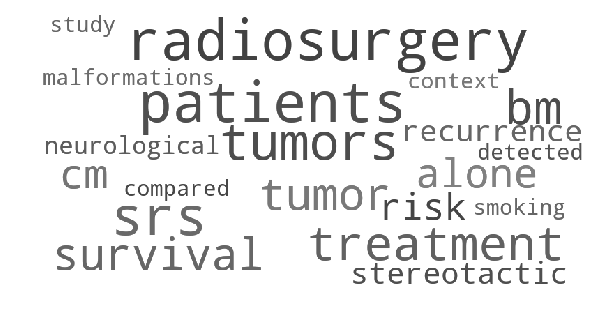 study
radiosurgery
malformations
context
patients
bm
recurrence
neurological
tumors
detected
cm
alone
compared
tumor
risk
smoking
srs
survival
treatment
stereotactic